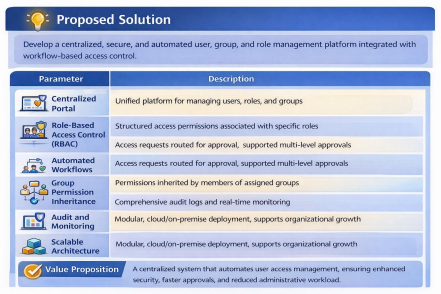 Proposed Solution
Develop a centralized, secure, and automated user, group, and role management platform integrated with
workflow-based access control.
Parameter Description
Centralized
Portal
Unified platform for managing users, roles, and groups
Role-Based
Access Control
(RBAC)
Structured access permissions associated with specific roles
Access requests routed for approval, supported multi-level approvals
Automated
Workflows
Access requests routed for approval, supported multi-level approvals
Group
Permission
Inheritance
Permissions inherited by members of assigned groups
Comprehensive audit logs and real-time monitoring
Audit and
Monitoring
Modular, cloud/on-premise deployment, supports organizational growth
Scalable
Architecture
Modular, cloud/on-premise deployment, supports organizational growth
Value Proposition
A centralized system that automates user access management, ensuring enhanced
security, faster approvals, and reduced administrative workload.